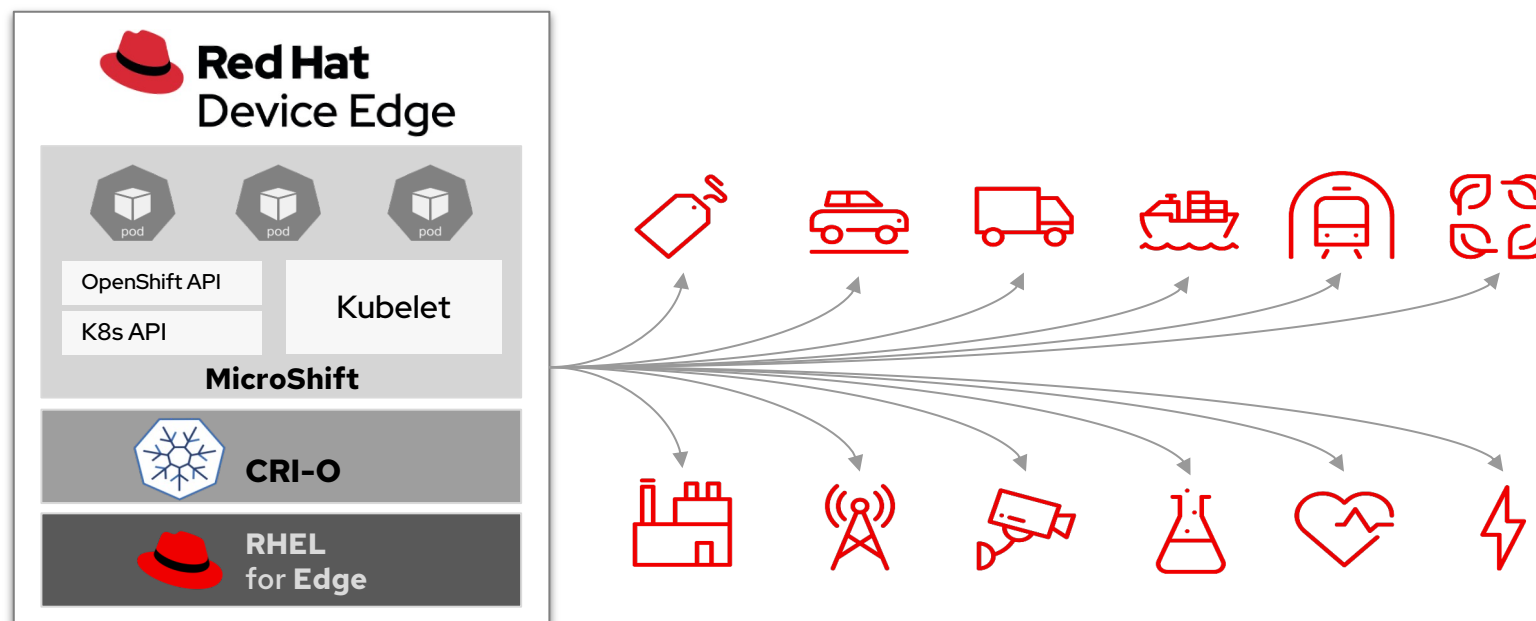 Red Hat
Device Edge
pod
pod
pod
OpenShift API
Kubelet
K8s API
MicroShift
CRI-O
RHEL
for Edge